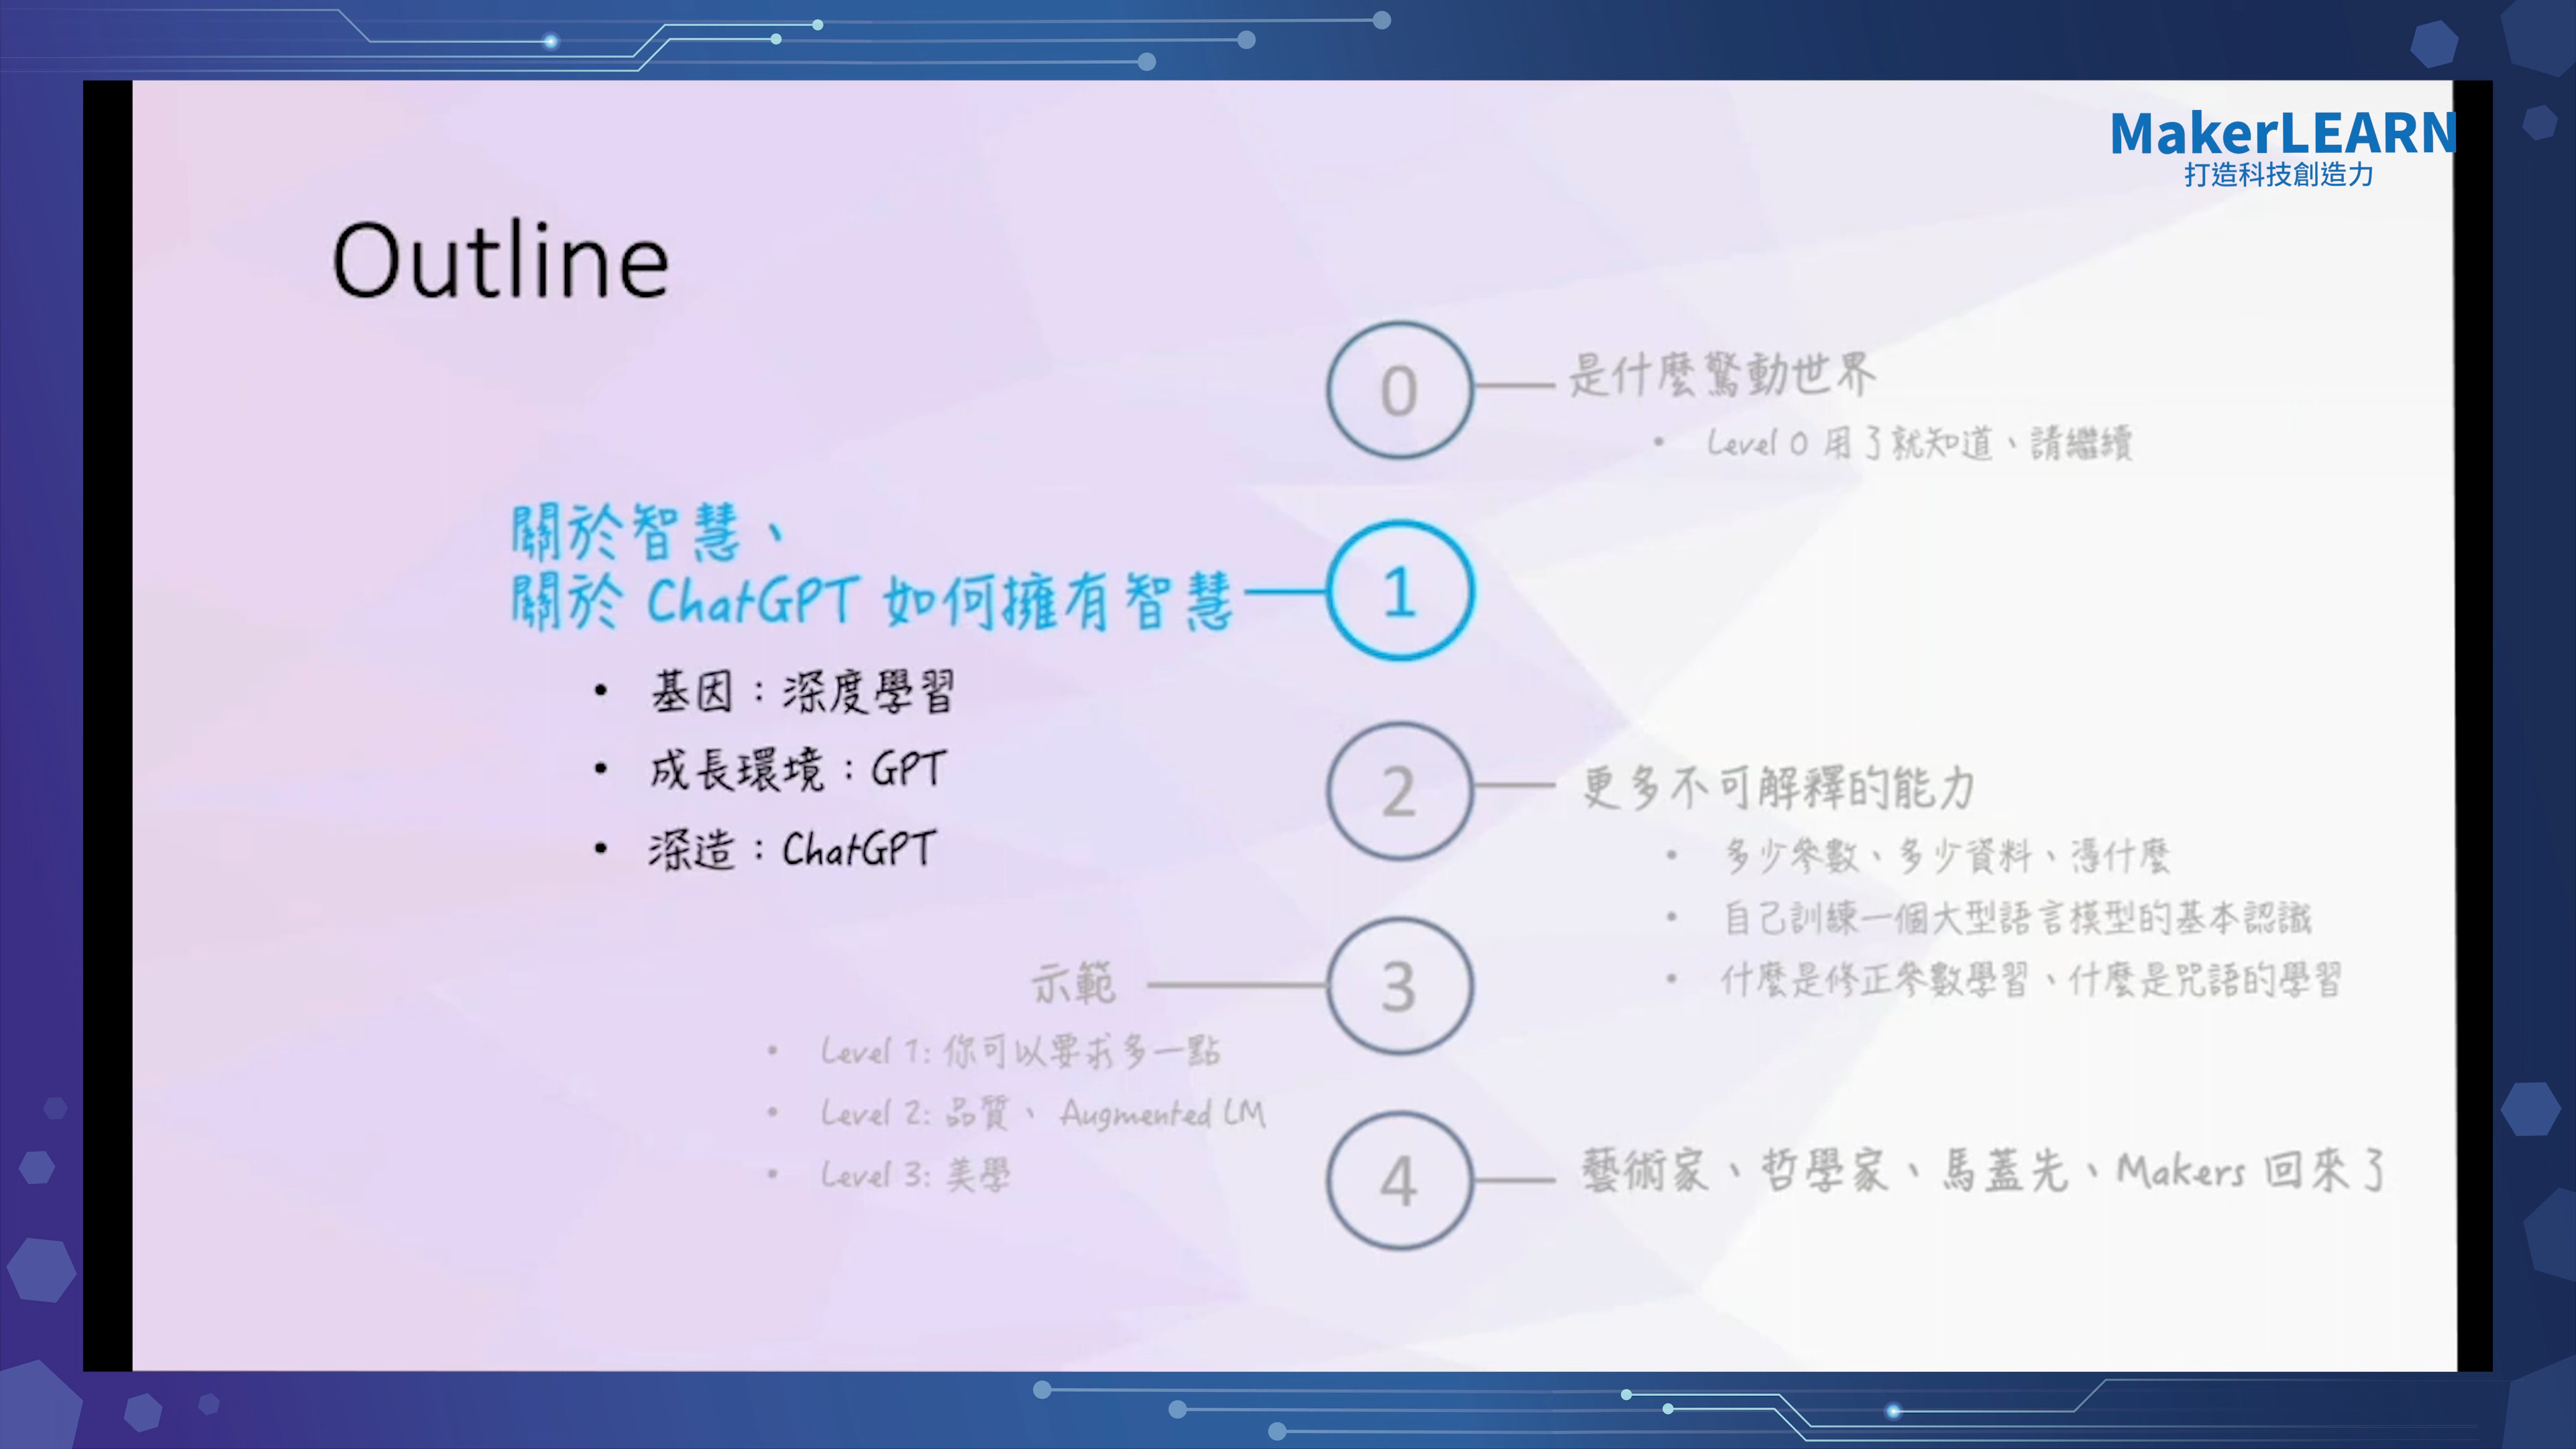 MakerLEARN
打造科技創造力
Outline
0
是什麼驚動世界
• Level 0 用了就知道、請繼續
關於智慧、
關於 ChatGPT 如何擁有智慧
1
• 基因：深度學習
• 成長環境：GPT
• 深造：ChatGPT
2
更多不可解釋的能力
• 多少參數、多少資料、憑什麼
• 自己訓練一個大型語言模型的基本認識
• 什麼是修正參數學習、什麼是咒語的學習
示範
3
• Level 1: 你可以要求多一點
• Level 2: 品質、 Augmented LM
• Level 3: 美學
4
藝術家、哲學家、馬蓋先、Makers 回來了